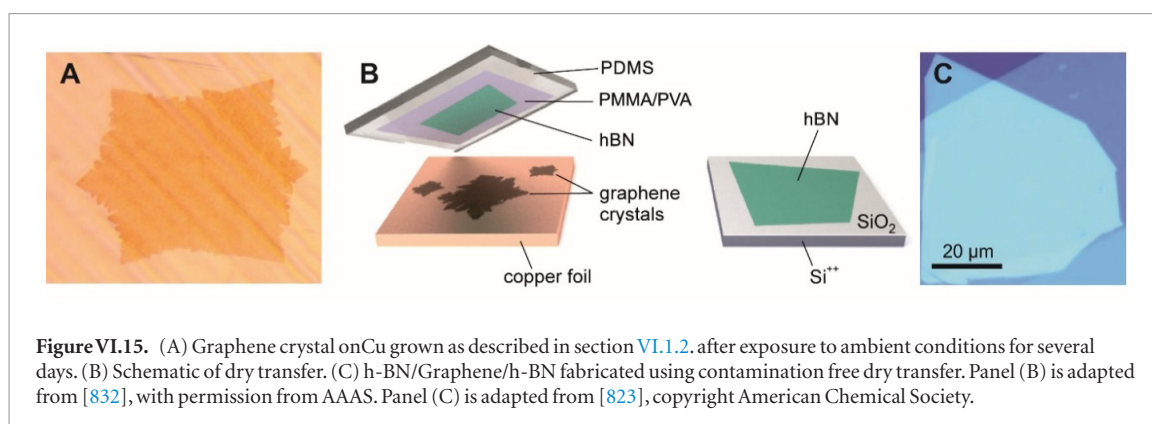 A
B
PDMS
PMMA/PVA
hBN
graphene
crystals
copper foil
hBN
SiO2
Si++
C
20 µm
Figure VI.15. (A) Graphene crystal onCu grown as described in section VI.1.2. after exposure to ambient conditions for several
days. (B) Schematic of dry transfer. (C) h-BN/Graphene/h-BN fabricated using contamination free dry transfer. Panel (B) is adapted
from [832], with permission from AAAS. Panel (C) is adapted from [823], copyright American Chemical Society.